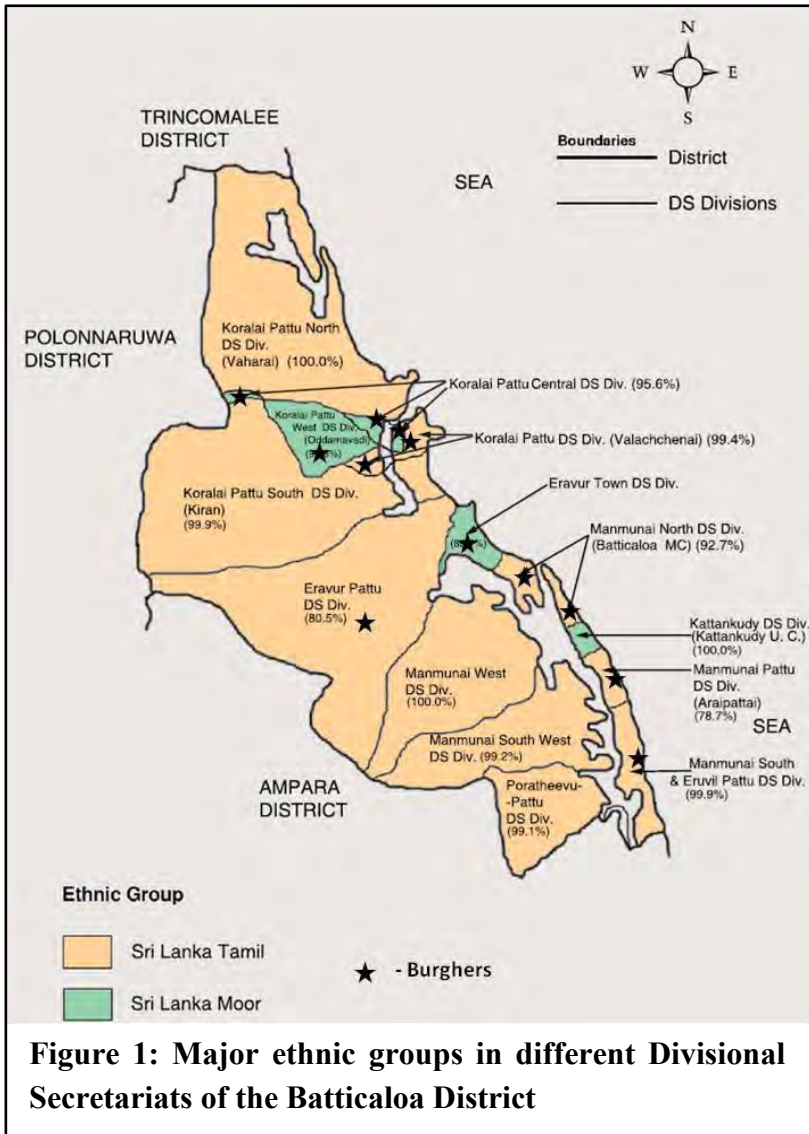 N
W E
S
TRINCOMALEE
DISTRICT
Boundaries
District
DS Divisions
SEA
POLONNARUWA
DISTRICT
Koralai Pattu North
DS Div.
(Vaharai) (100.0%)
Koralai Pattu Central DS Div. (95.6%)
Koralai Pattu
West DS Div.
(Oddamavadi)
Koralai Pattu DS Div. (Valachchenai) (99.4%)
Koralai Pattu South DS Div.
(Kiran)
(99.9%)
Eravur Town DS Div.
Manmunai North DS Div.
(Batticaloa MC) (92.7%)
Eravur Pattu
DS Div.
(80.5%)
Kattankudy DS Div.
(Kattankudy U. C.)
(100.0%)
Manmunai West
DS Div.
(100.0%)
Manmunai Pattu
DS Div.
(Araipattai)
(78.7%)
SEA
Manmunai South West
DS Div. (99.2%)
Manmunai South
& Eruvil Pattu DS Div.
(99.9%)
AMPARA
DISTRICT
Poratheevu-
-Pattu
DS Div.
(99.1%)
Ethnic Group
Sri Lanka Tamil
Sri Lanka Moor
- Burghers
Figure 1: Major ethnic groups in different Divisional
Secretariats of the Batticaloa District